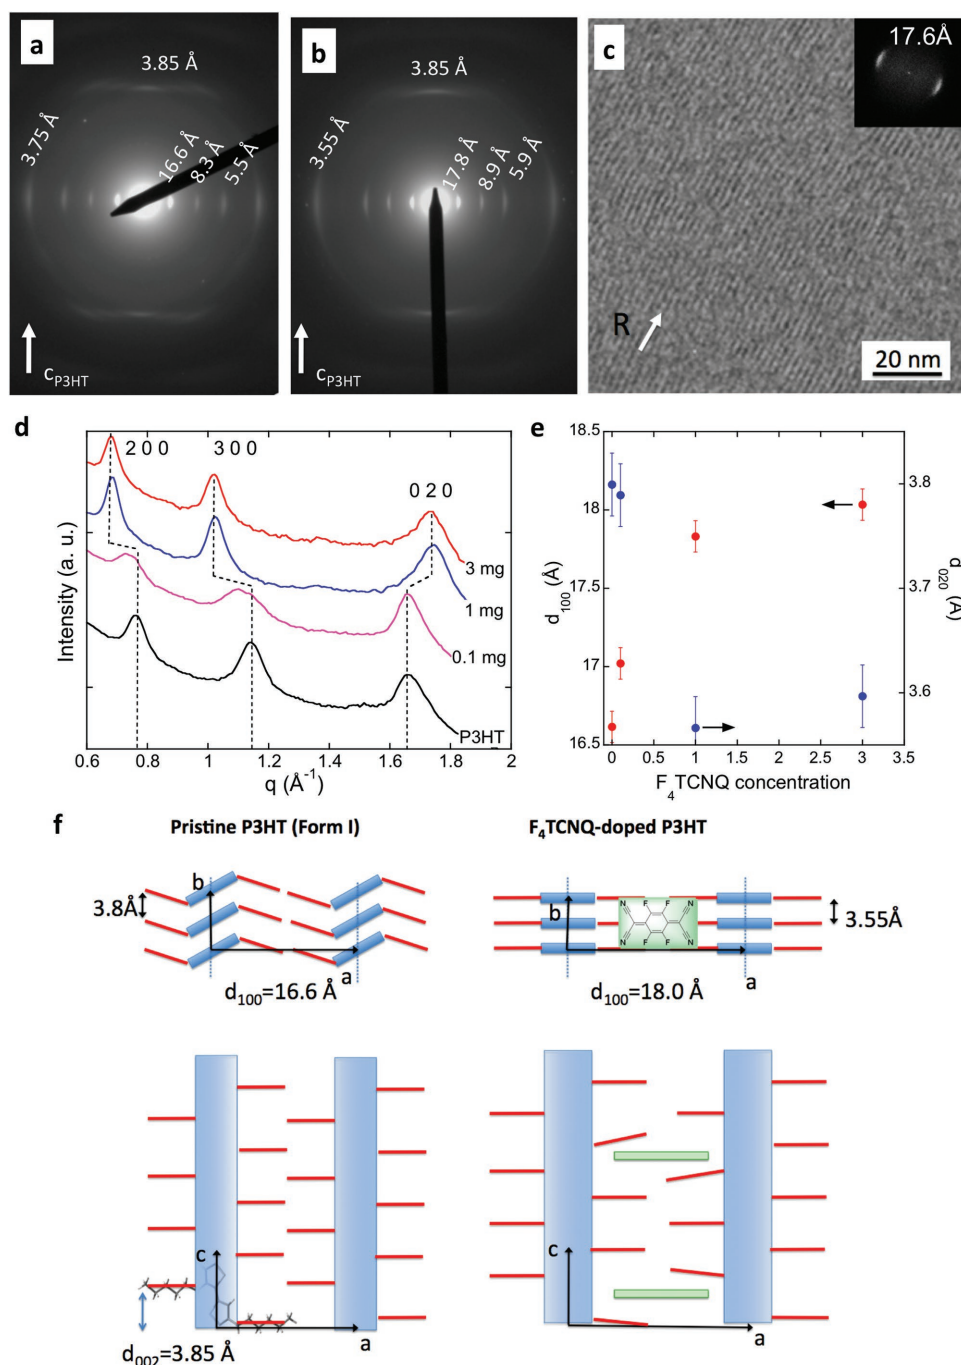 a
3.85 Å
3.75 Å
16.6 Å
8.3 Å
5.5 Å
c_P3HT
b
3.85 Å
3.55 Å
17.8 Å
8.9 Å
5.9 Å
c_P3HT
c
17.6Å
R
20 nm
d
2 0 0
3 0 0
0 2 0
3 mg
1 mg
0.1 mg
P3HT
Intensity (a. u.)
0.6 0.8 1 1.2 1.4 1.6 1.8 2
q (Å⁻¹)
e
18.5
18
17.5
17
16.5
d₁₀₀ (Å)
3.8
3.7
3.6
d₀₂₀ (Å)
0 0.5 1 1.5 2 2.5 3 3.5
F₄TCNQ concentration
f
Pristine P3HT (Form I)
F₄TCNQ-doped P3HT
b
3.8Å
a
d₁₀₀=16.6 Å
b
F F
N N
N N
F F
3.55Å
a
d₁₀₀=18.0 Å
c
a
d₀₀₂=3.85 Å
c
a